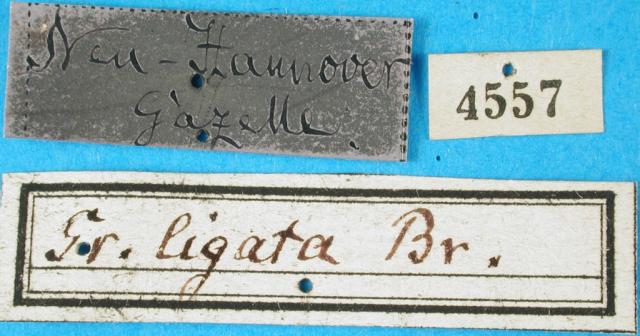 Neu-Hannover
Gazelle.
4557
Gr. ligata Br.